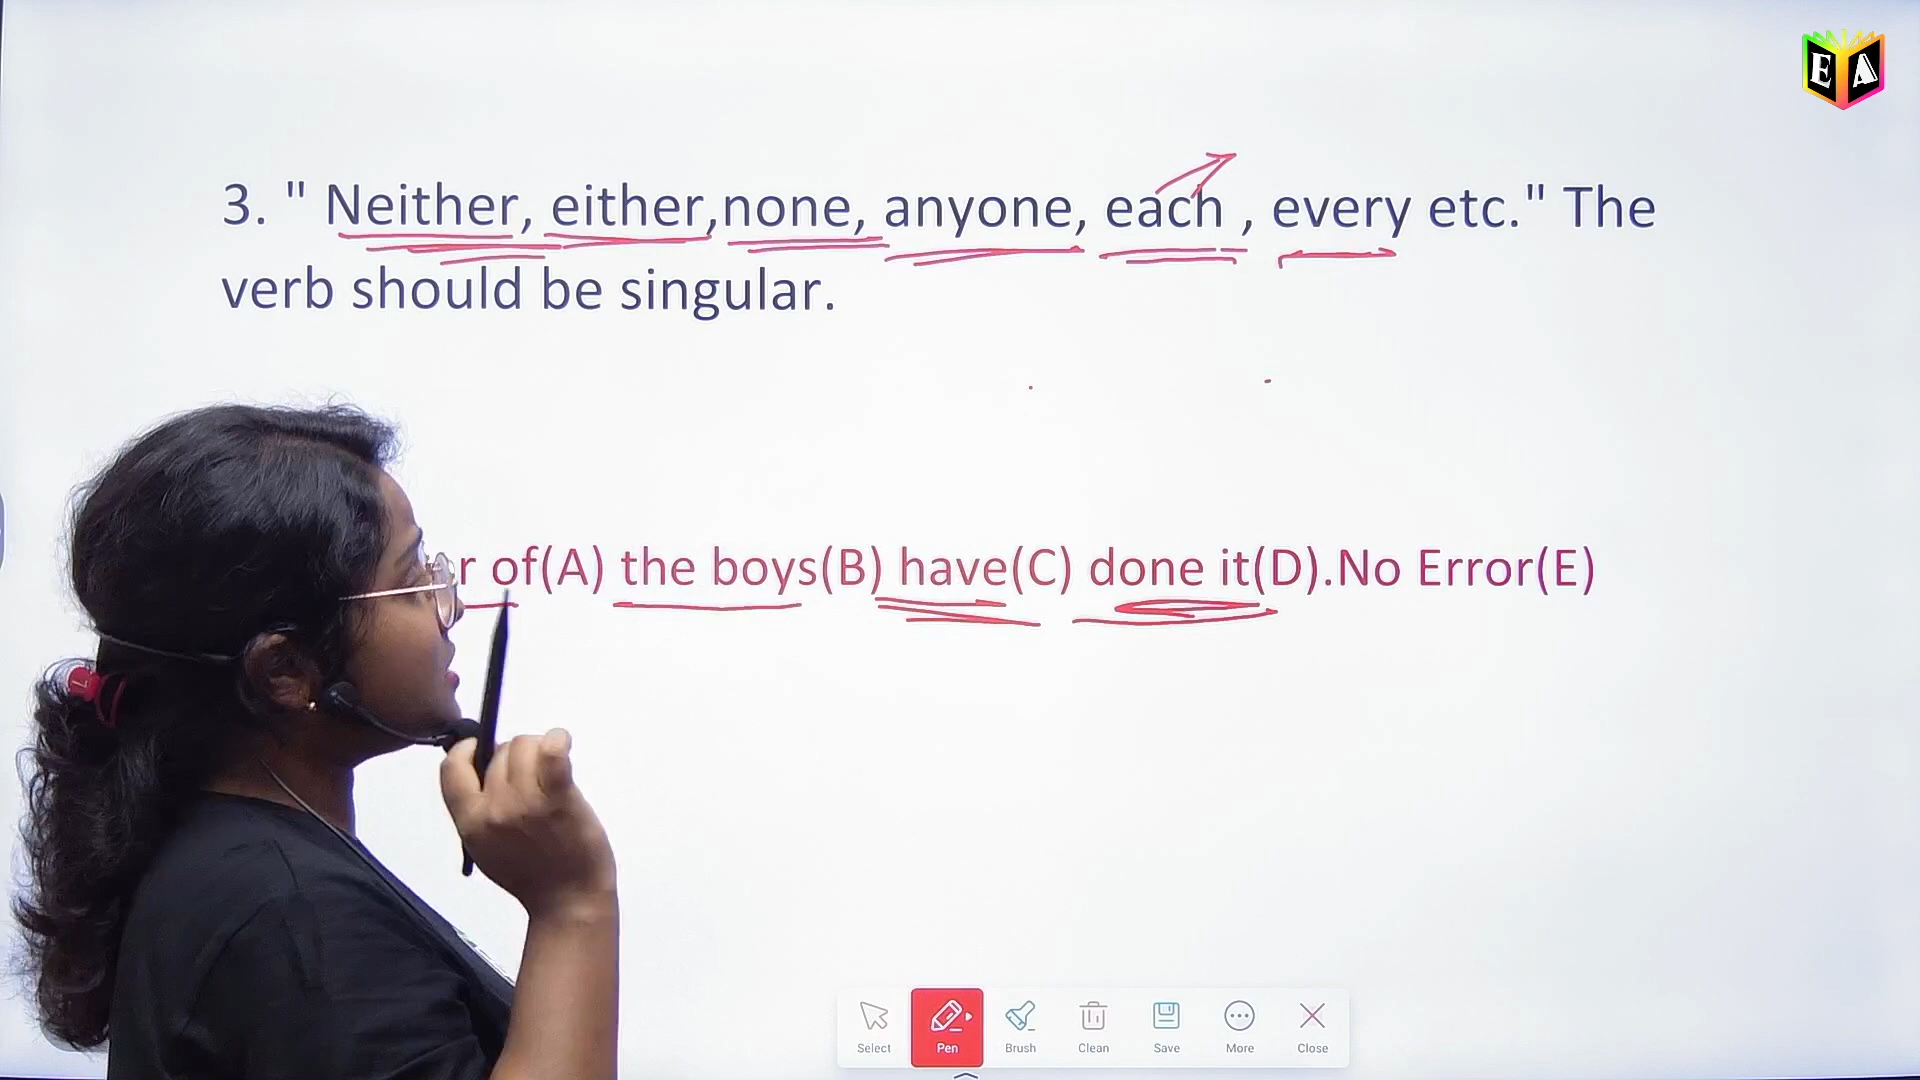 E A
3. " Neither, either,none, anyone, each , every etc." The
verb should be singular.
r of(A) the boys(B) have(C) done it(D).No Error(E)
Select Pen Brush Clean Save More Close